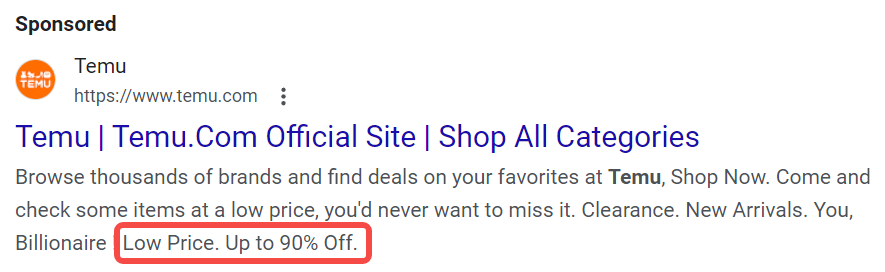 Sponsored
TEMU
Temu
https://www.temu.com
Temu | Temu.Com Official Site | Shop All Categories
Browse thousands of brands and find deals on your favorites at Temu, Shop Now. Come and
check some items at a low price, you'd never want to miss it. Clearance. New Arrivals. You,
Billionaire ! Low Price. Up to 90% Off.